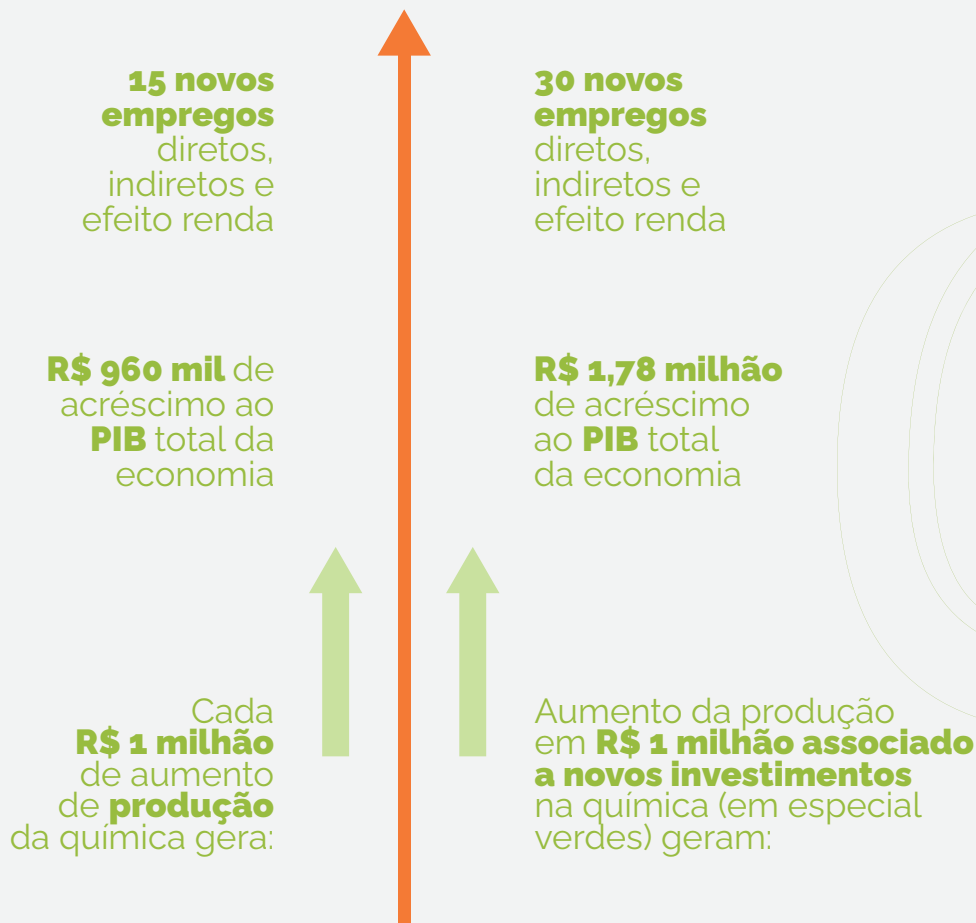 15 novos
empregos
diretos,
indiretos e
efeito renda
R$ 960 mil de
acréscimo ao
PIB total da
economia
Cada
R$ 1 milhão
de aumento
de produção
da química gera:
30 novos
empregos
diretos,
indiretos e
efeito renda
R$ 1,78 milhão
de acréscimo
ao PIB total
da economia
Aumento da produção
em R$ 1 milhão associado
a novos investimentos
na química (em especial
verdes) geram: